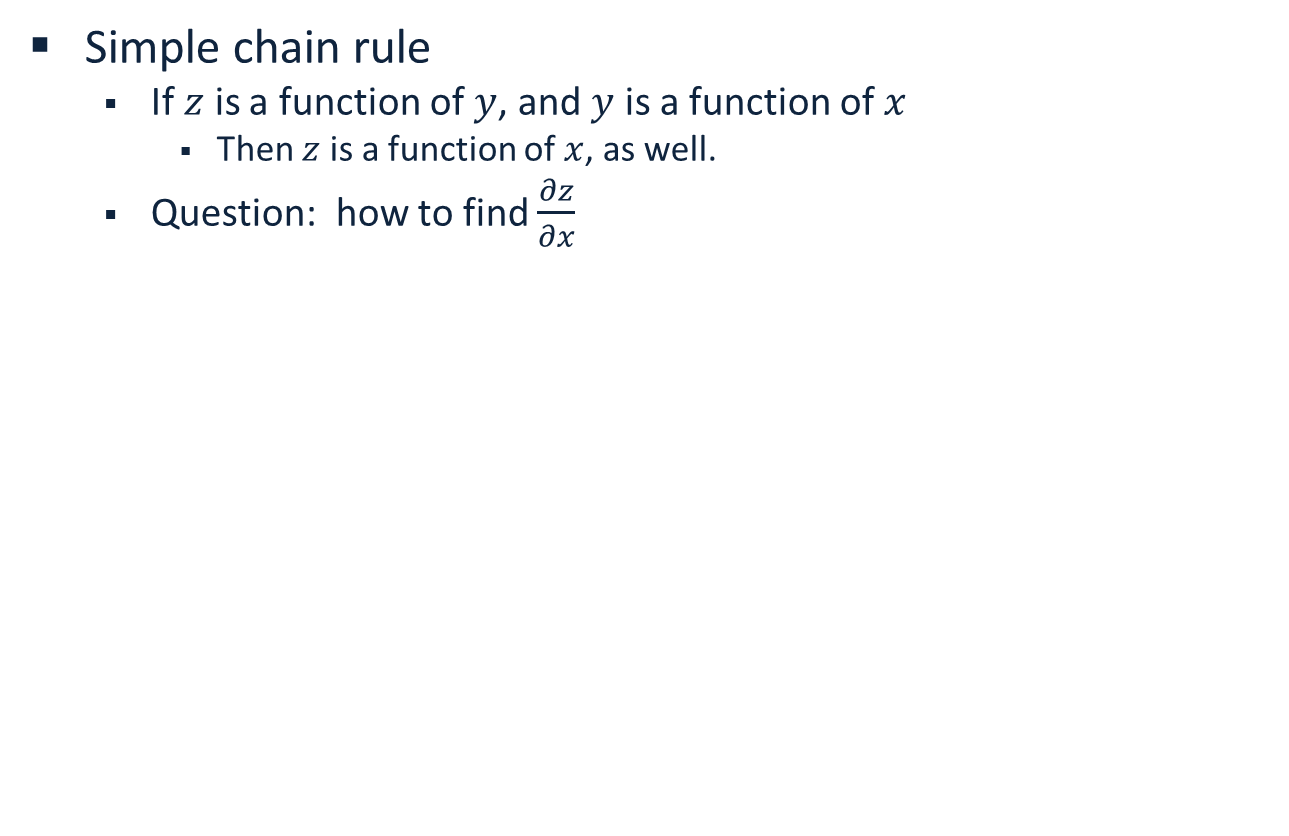 ▪ Simple chain rule
▪ If z is a function of y, and y is a function of x
▪ Then z is a function of x, as well.
▪ Question: how to find ∂z/∂x